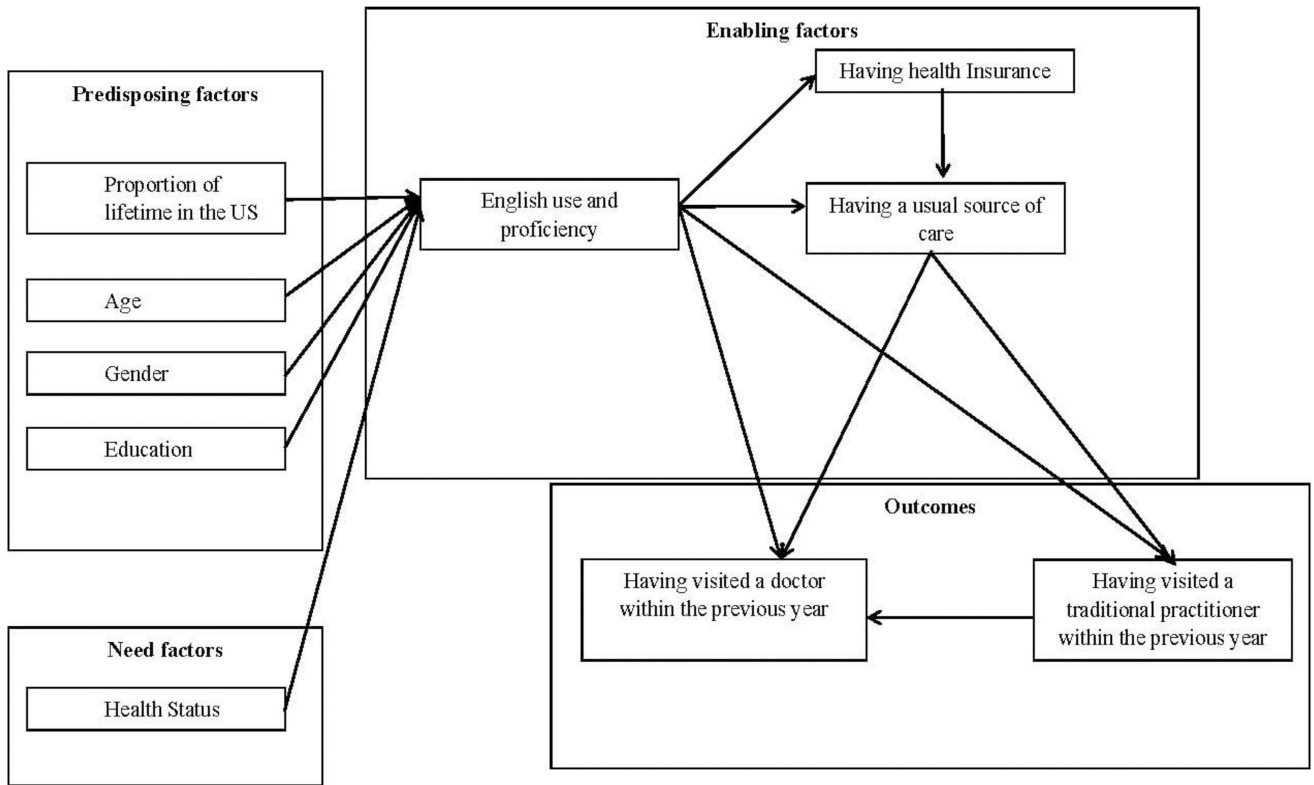 Predisposing factors
Proportion of
lifetime in the US
Age
Gender
Education
Need factors
Health Status
Enabling factors
Having health Insurance
English use and
proficiency
Having a usual source of
care
Outcomes
Having visited a doctor
within the previous year
Having visited a
traditional practitioner
within the previous year